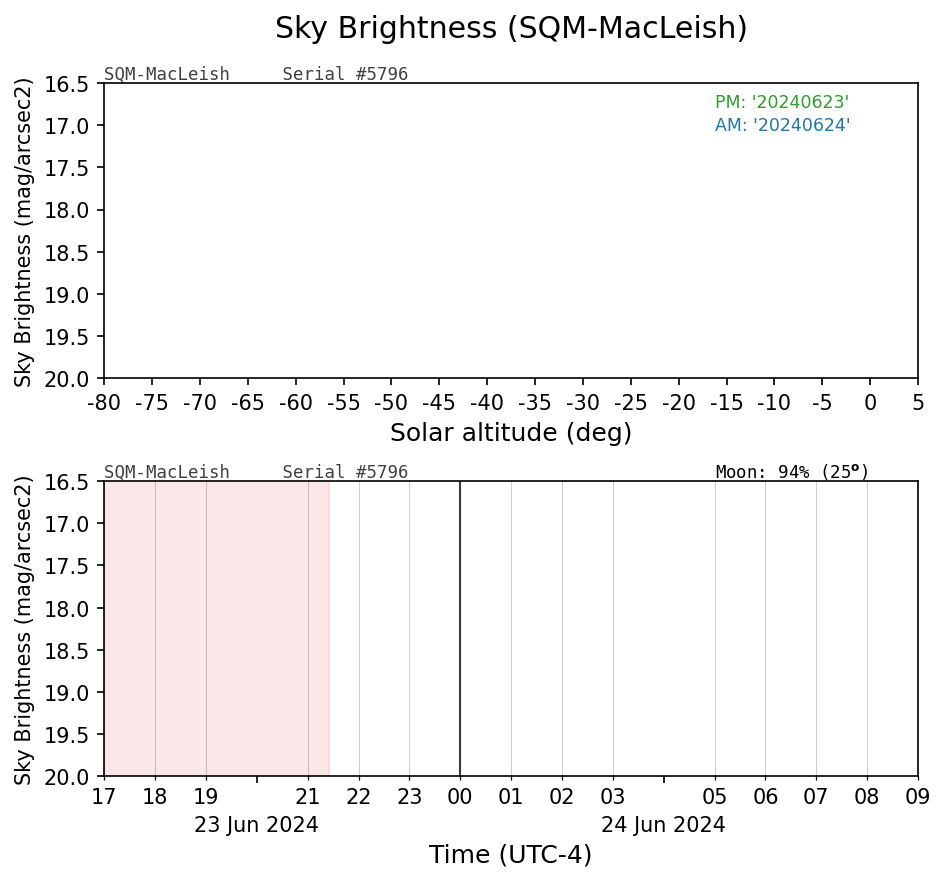 Sky Brightness (SQM-MacLeish)
SQM-MacLeish     Serial #5796
PM: '20240623'
AM: '20240624'
Sky Brightness (mag/arcsec2)
16.5
17.0
17.5
18.0
18.5
19.0
19.5
20.0
-80 -75 -70 -65 -60 -55 -50 -45 -40 -35 -30 -25 -20 -15 -10 -5 0 5
Solar altitude (deg)
SQM-MacLeish     Serial #5796
Moon: 94% (25º)
Sky Brightness (mag/arcsec2)
16.5
17.0
17.5
18.0
18.5
19.0
19.5
20.0
17 18 19 21 22 23 00 01 02 03 05 06 07 08 09
23 Jun 2024 24 Jun 2024
Time (UTC-4)